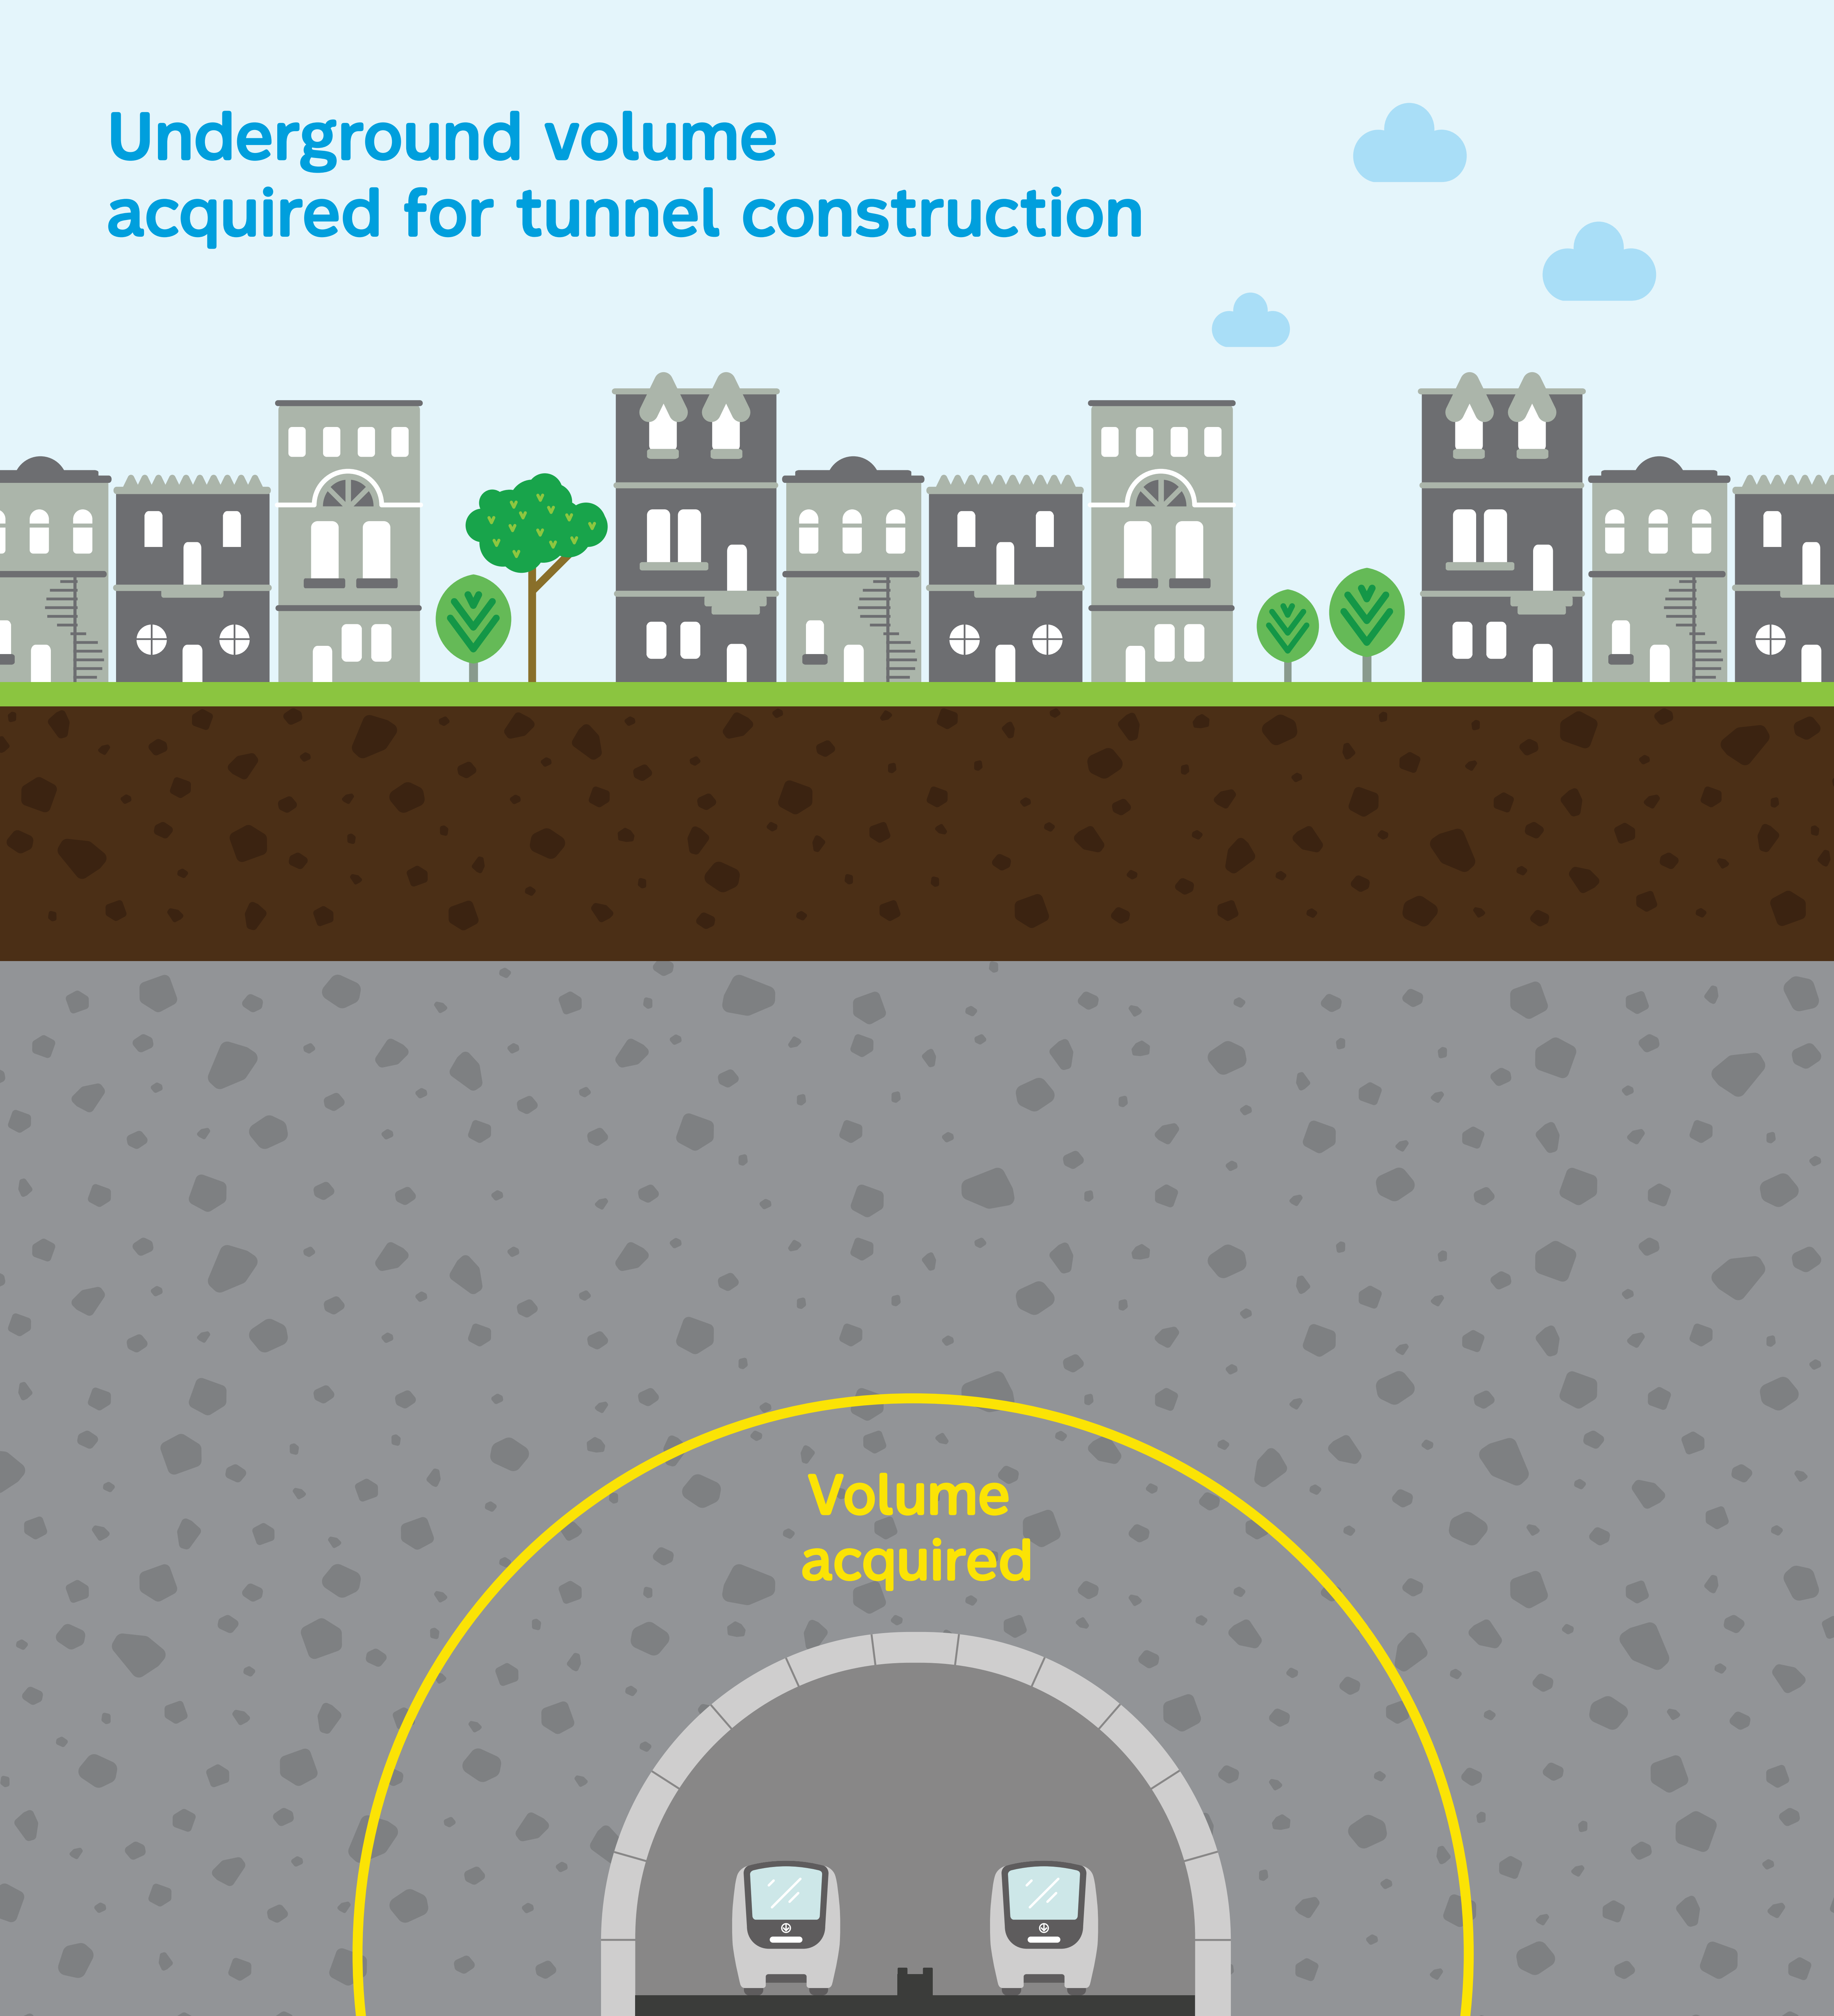 Underground volume
acquired for tunnel construction
Volume
acquired